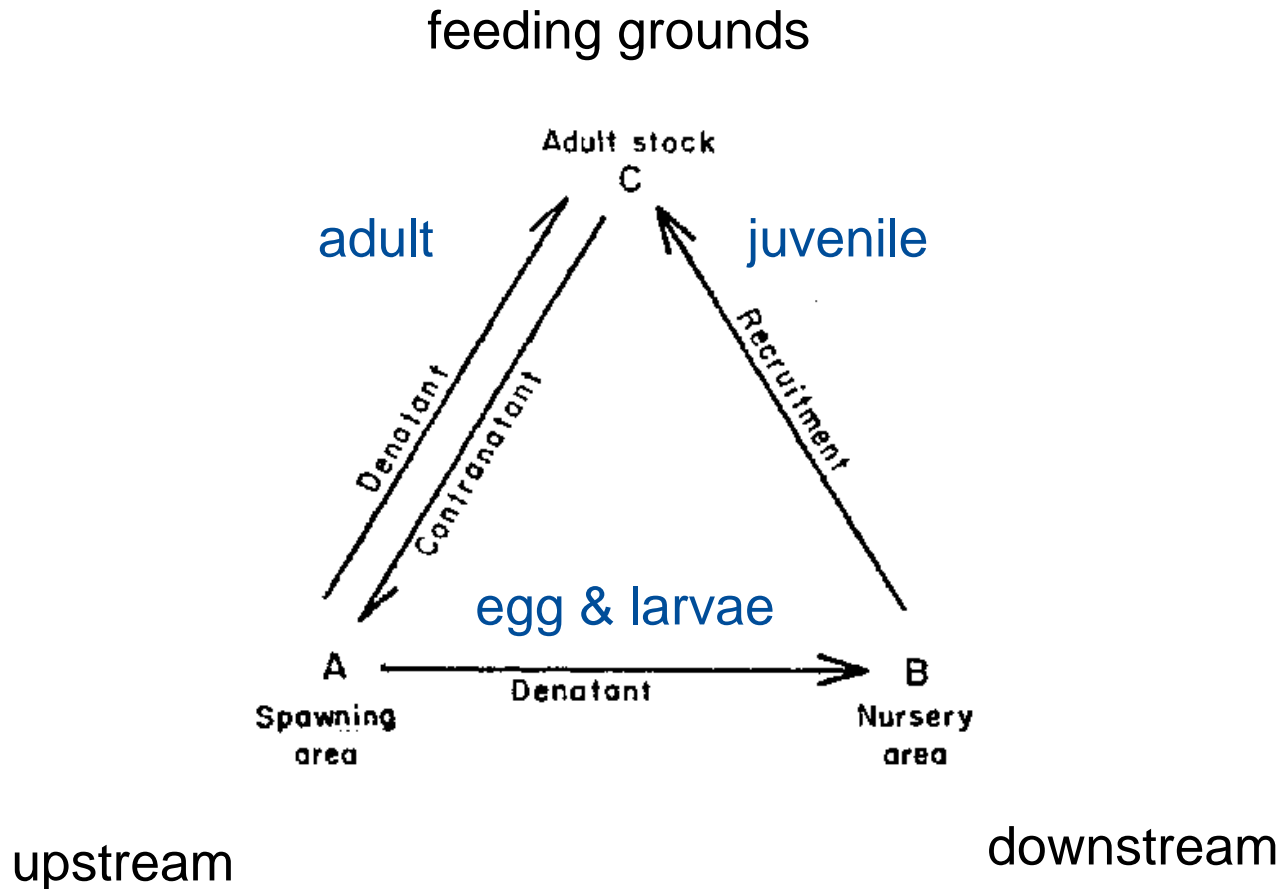 feeding grounds
Adult stock
C
adult
juvenile
Denatant
Contranatant
Recruitment
egg & larvae
A
Denatant
B
Spawning
area
Nursery
area
upstream
downstream